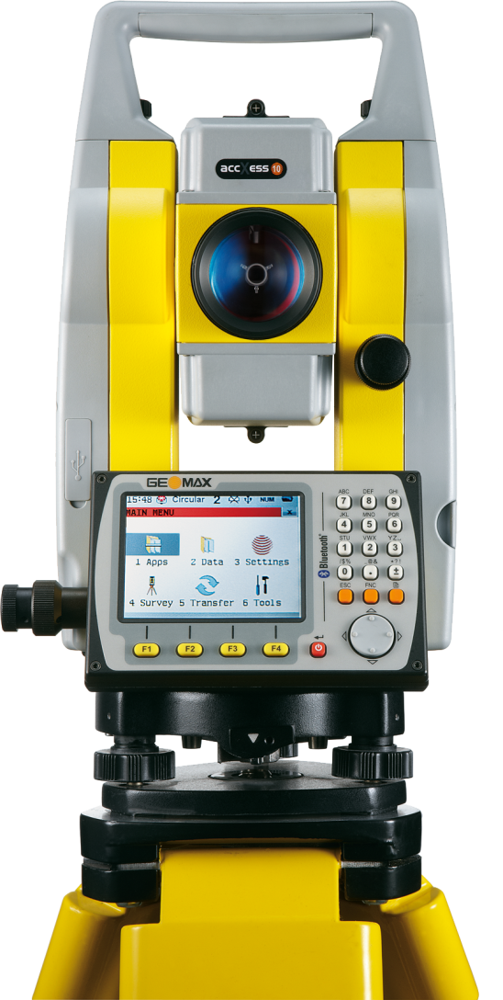 accXess 10
GEOMAX
15:48 Circular 2 NUM
MAIN MENU
1 Apps 2 Data 3 Settings
4 Survey 5 Transfer 6 Tools
F1 F2 F3 F4
Bluetooth
ABC DEF GHI
7 8 9
JKL MNO PQR
4 5 6
STU VWX YZ_
1 2 3
/$% .@& *?!
0 . ±
ESC FNC